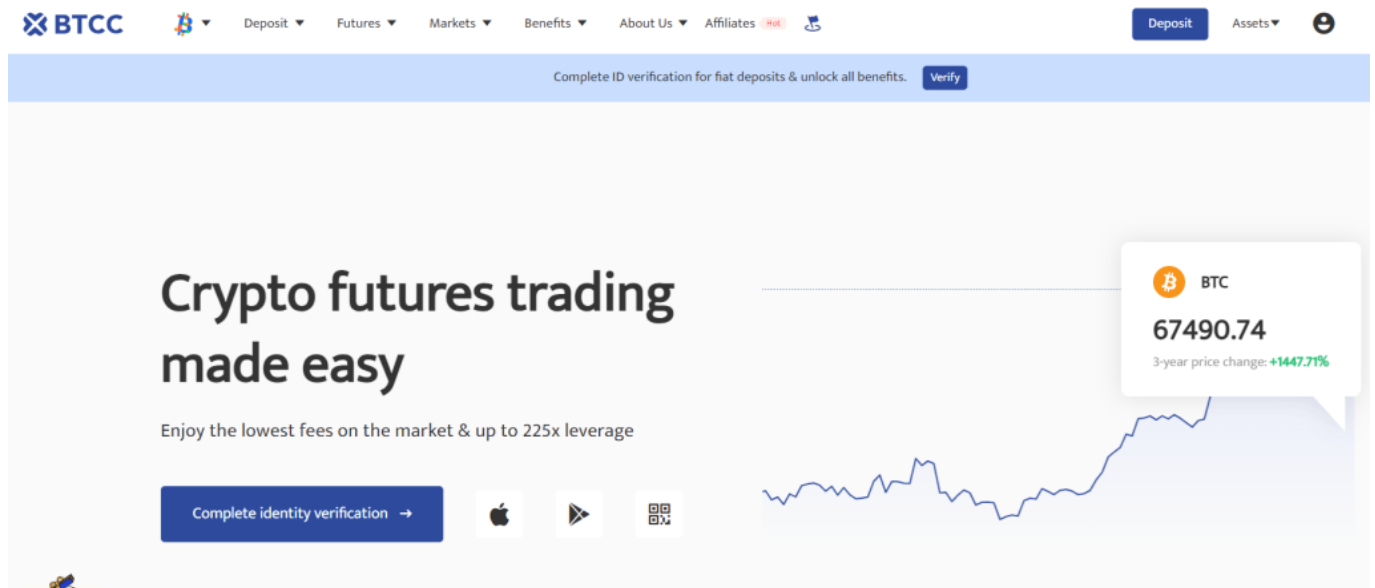 BTCC
Deposit ▼ Futures ▼ Markets ▼ Benefits ▼ About Us ▼ Affiliates Hot Deposit Assets▼
Complete ID verification for fiat deposits & unlock all benefits. Verify
Crypto futures trading
made easy
Enjoy the lowest fees on the market & up to 225x leverage
Complete identity verification →
BTC
67490.74
3-year price change: +1447.71%